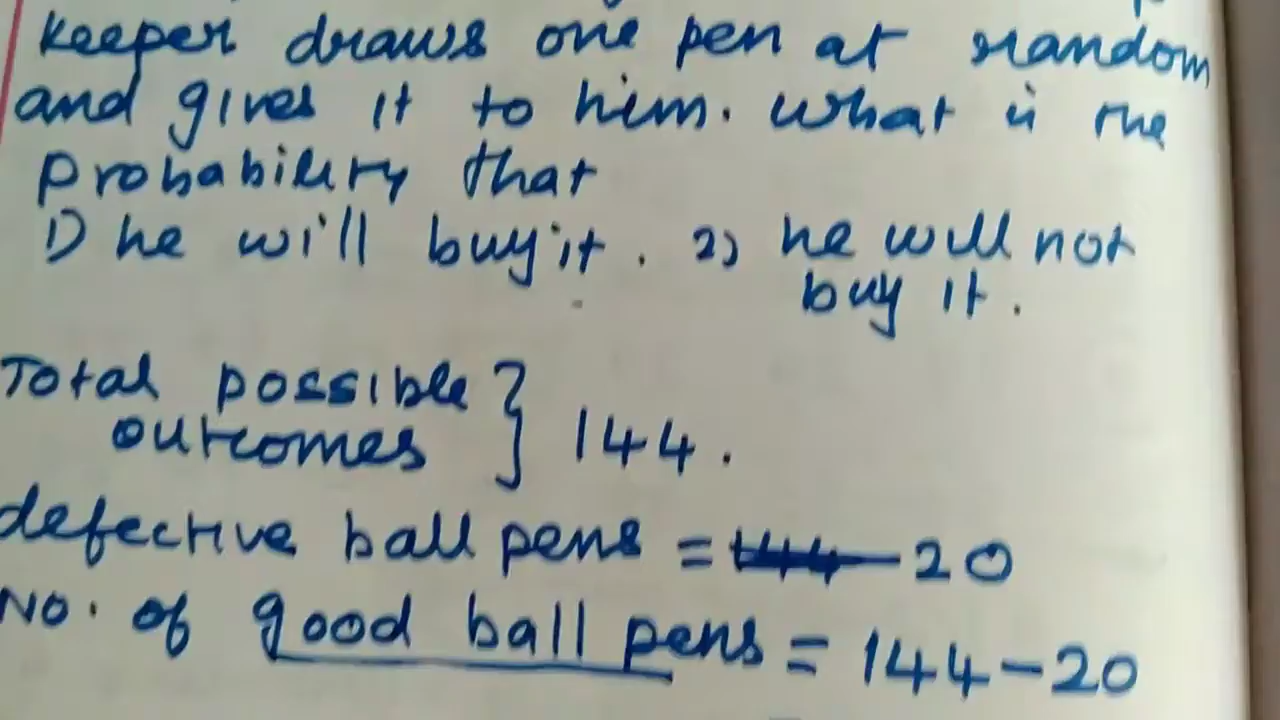 keeper draws one pen at random
and gives it to him. What is the
probability that
1) he will buy it. 2) he will not
buy it.
Total possible
outcomes } 144.
defective ball pens = 144 20
No. of good ball pens = 144-20